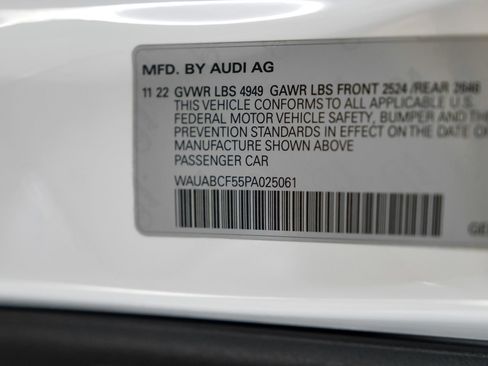 MFD. BY AUDI AG
11 22 GVWR LBS 4949 GAWR LBS FRONT 2524 /REAR
THIS VEHICLE CONFORMS TO ALL APPLICABLE U.S.
FEDERAL MOTOR VEHICLE SAFETY, BUMPER AND
PREVENTION STANDARDS IN EFFECT ON THE DATE OF
MANUFACTURE SHOWN ABOVE
PASSENGER CAR
WAUABCF55PA025061